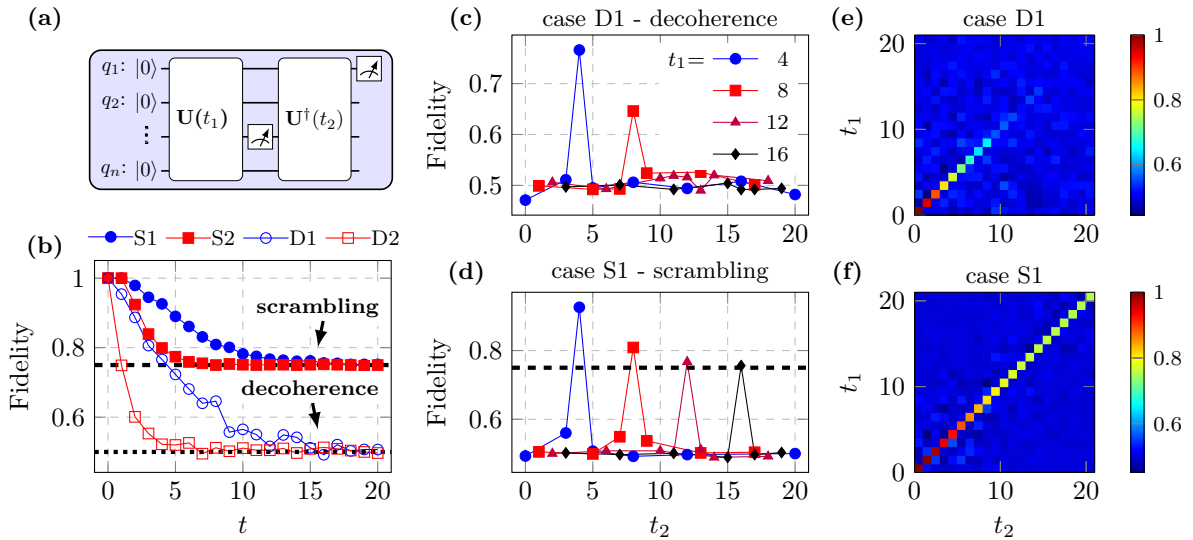 (a)
q1: |0⟩
q2: |0⟩
⋮
qn: |0⟩
U(t1)
U†(t2)
(b)
S1 S2 D1 D2
Fidelity
1
0.8
0.6
scrambling
decoherence
0 5 10 15 20
t
(c)
case D1 - decoherence
Fidelity
0.7
0.6
0.5
t1= 4
8
12
16
0 5 10 15 20
(d)
case S1 - scrambling
Fidelity
0.8
0.6
0 5 10 15 20
t2
(e)
case D1
t1
20
10
0
1
0.8
0.6
(f)
case S1
t1
20
10
0
0 10 20
t2
1
0.8
0.6